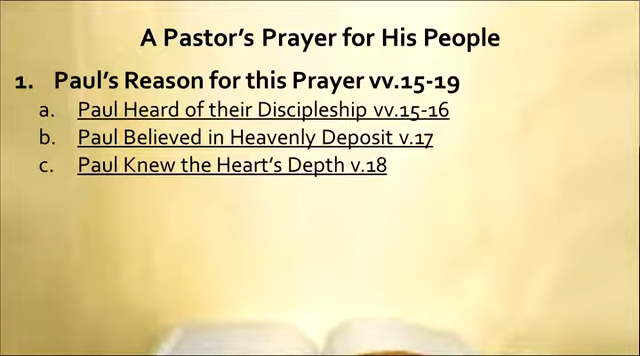 A Pastor's Prayer for His People
1. Paul's Reason for this Prayer vv.15-19
a. Paul Heard of their Discipleship vv.15-16
b. Paul Believed in Heavenly Deposit v.17
c. Paul Knew the Heart's Depth v.18